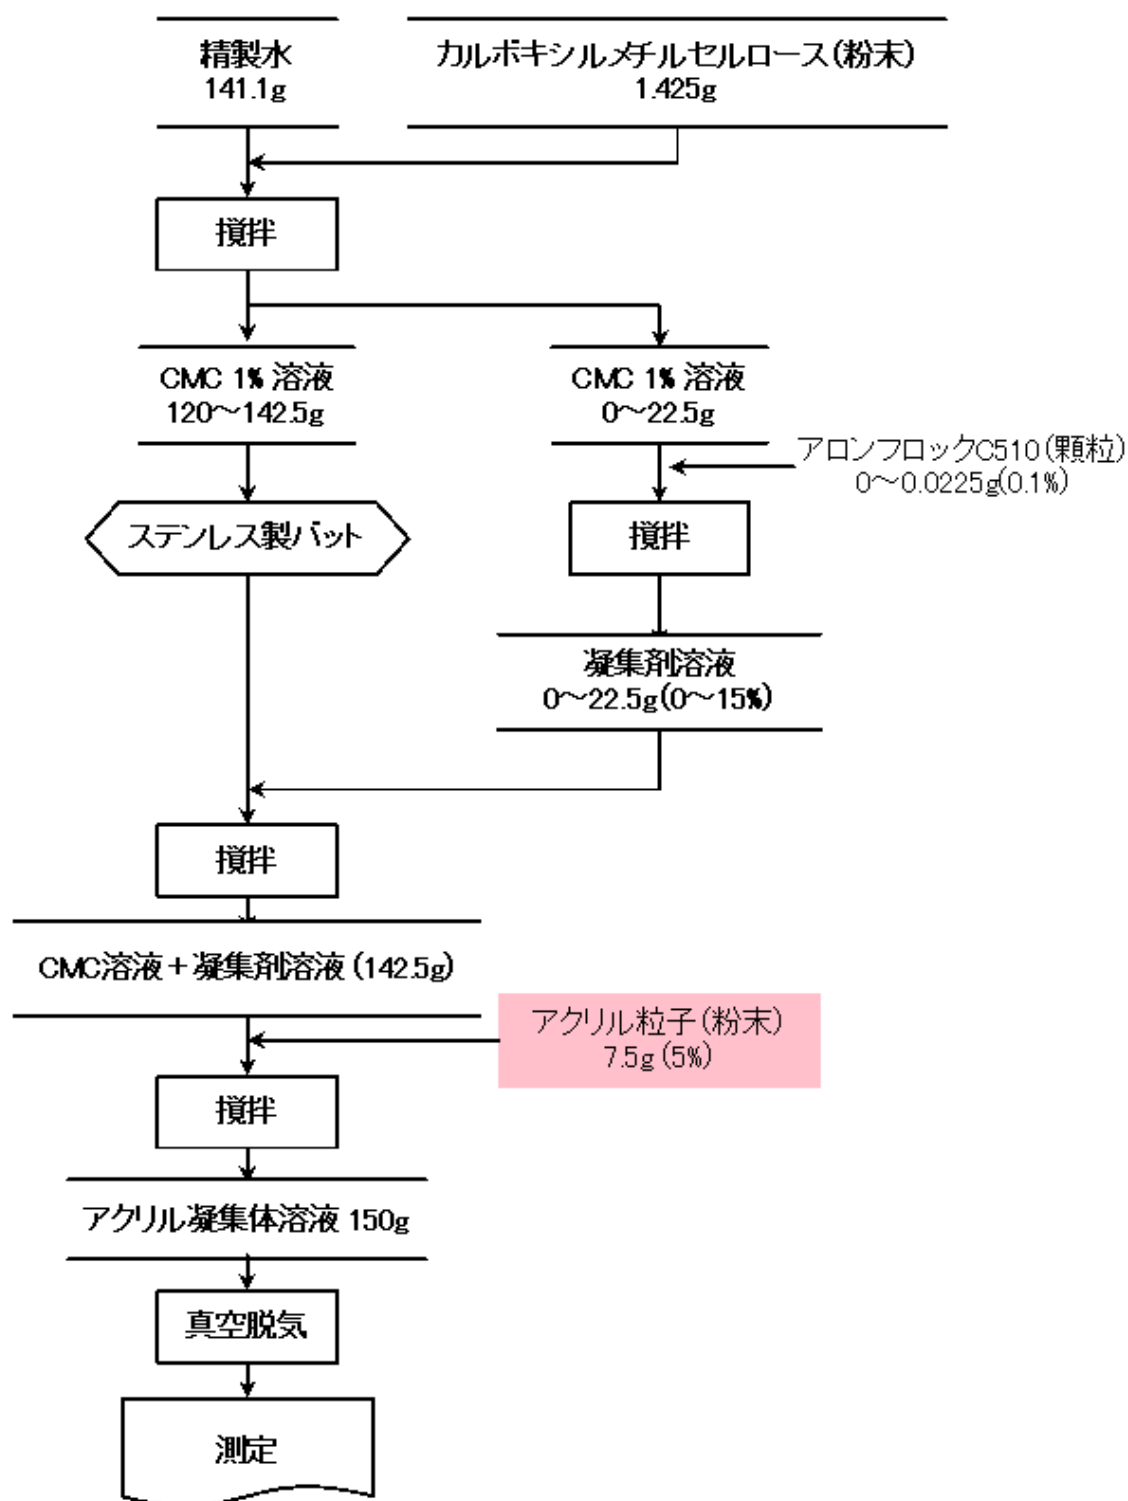 精製水
141.1g
カルボキシルメチルセルロース(粉末)
1.425g
撹拌
CMC 1% 溶液
120～142.5g
CMC 1% 溶液
0～22.5g
アロンフロックC510(顆粒)
0～0.0225g(0.1%)
ステンレス製バット
撹拌
凝集剤溶液
0～22.5g(0～15%)
撹拌
CMC溶液＋凝集剤溶液 (142.5g)
アクリル粒子(粉末)
7.5g (5%)
撹拌
アクリル凝集体溶液 150g
真空脱気
測定